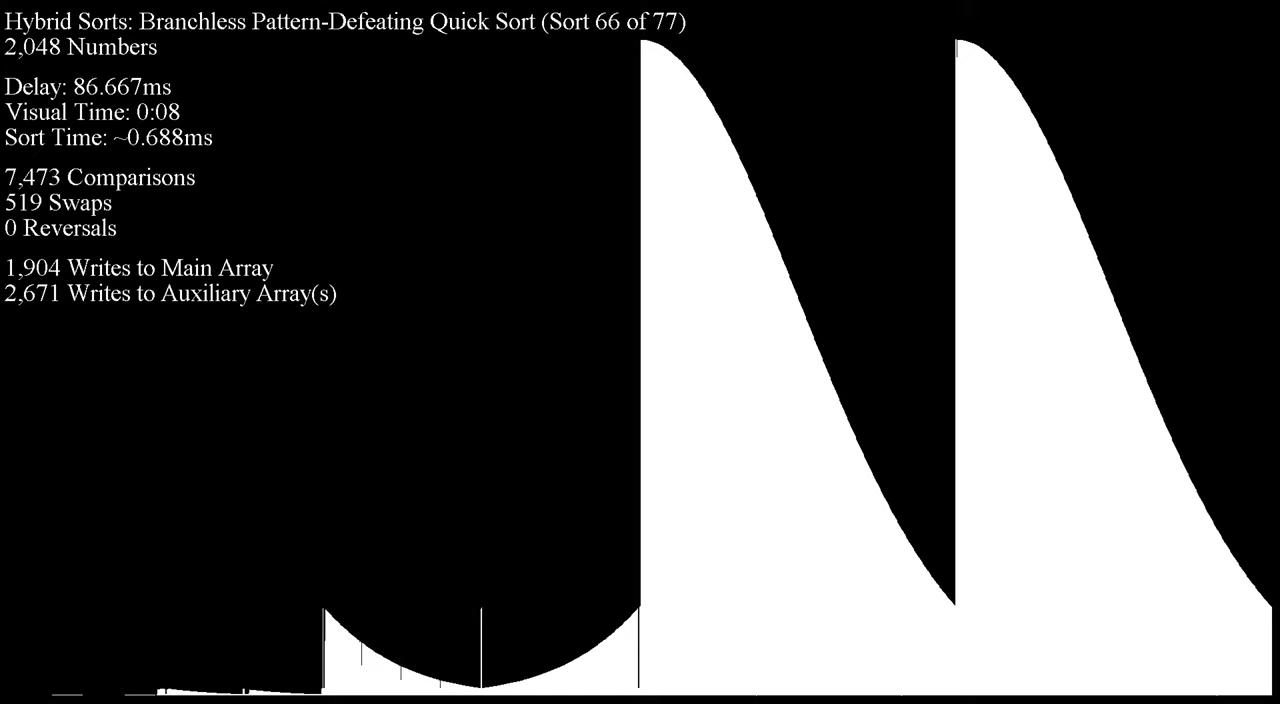 Hybrid Sorts: Branchless Pattern-Defeating Quick Sort (Sort 66 of 77)
2,048 Numbers
Delay: 86.667ms
Visual Time: 0:08
Sort Time: ~0.688ms
7,473 Comparisons
519 Swaps
0 Reversals
1,904 Writes to Main Array
2,671 Writes to Auxiliary Array(s)